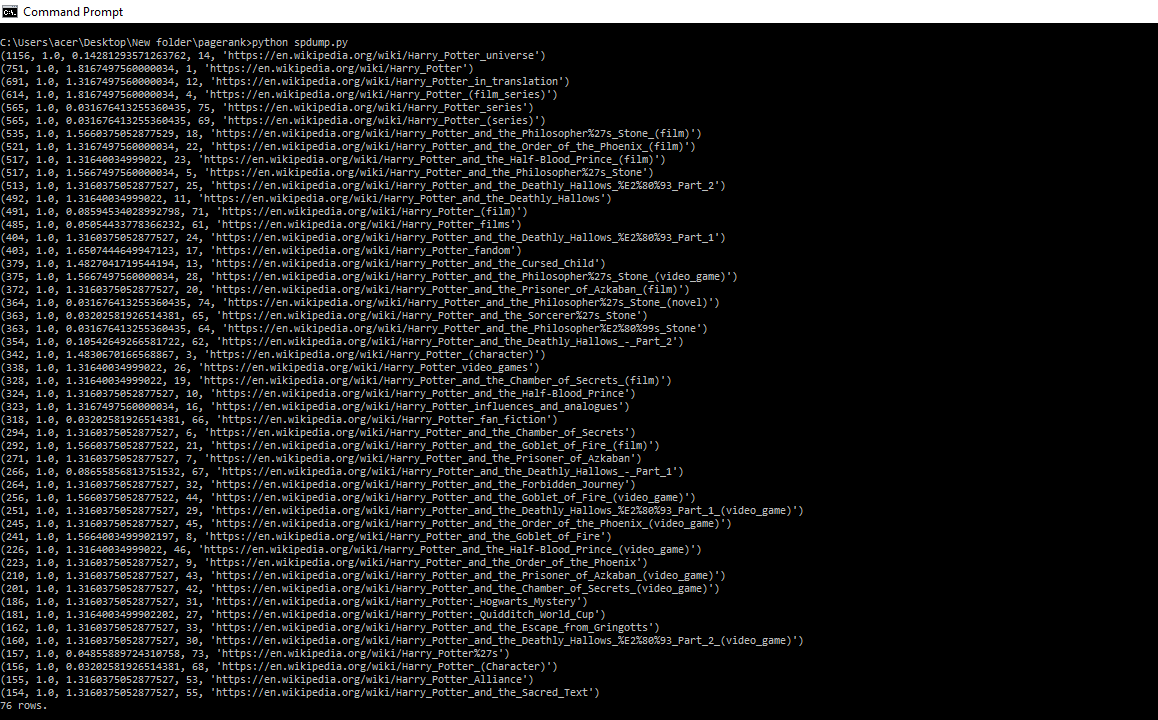 Command Prompt
C:\Users\acer\Desktop\New folder\pagerank>python spdump.py
(1156, 1.0, 0.14281293571263762, 14, 'https://en.wikipedia.org/wiki/Harry_Potter_universe')
(751, 1.0, 1.8167497560000034, 1, 'https://en.wikipedia.org/wiki/Harry_Potter')
(691, 1.0, 1.3167497560000034, 12, 'https://en.wikipedia.org/wiki/Harry_Potter_in_translation')
(614, 1.0, 1.8167497560000034, 4, 'https://en.wikipedia.org/wiki/Harry_Potter_(film_series)')
(565, 1.0, 0.031676413255360435, 75, 'https://en.wikipedia.org/wiki/Harry_Potter_series')
(565, 1.0, 0.031676413255360435, 69, 'https://en.wikipedia.org/wiki/Harry_Potter_(series)')
(535, 1.0, 1.5660375052877529, 18, 'https://en.wikipedia.org/wiki/Harry_Potter_and_the_Philosopher%27s_Stone_(film)')
(521, 1.0, 1.3167497560000034, 22, 'https://en.wikipedia.org/wiki/Harry_Potter_and_the_Order_of_the_Phoenix_(film)')
(517, 1.0, 1.31640034999022, 23, 'https://en.wikipedia.org/wiki/Harry_Potter_and_the_Half-Blood_Prince_(film)')
(517, 1.0, 1.5667497560000034, 5, 'https://en.wikipedia.org/wiki/Harry_Potter_and_the_Philosopher%27s_Stone')
(513, 1.0, 1.3160375052877527, 25, 'https://en.wikipedia.org/wiki/Harry_Potter_and_the_Deathly_Hallows_%E2%80%93_Part_2')
(492, 1.0, 1.31640034999022, 11, 'https://en.wikipedia.org/wiki/Harry_Potter_and_the_Deathly_Hallows')
(491, 1.0, 0.08594534028992798, 71, 'https://en.wikipedia.org/wiki/Harry_Potter_(film)')
(485, 1.0, 0.05054433778366232, 61, 'https://en.wikipedia.org/wiki/Harry_Potter_films')
(404, 1.0, 1.3160375052877527, 24, 'https://en.wikipedia.org/wiki/Harry_Potter_and_the_Deathly_Hallows_%E2%80%93_Part_1')
(403, 1.0, 1.6507444649947123, 17, 'https://en.wikipedia.org/wiki/Harry_Potter_fandom')
(379, 1.0, 1.4827041719544194, 13, 'https://en.wikipedia.org/wiki/Harry_Potter_and_the_Cursed_Child')
(375, 1.0, 1.5667497560000034, 28, 'https://en.wikipedia.org/wiki/Harry_Potter_and_the_Philosopher%27s_Stone_(video_game)')
(372, 1.0, 1.3160375052877527, 20, 'https://en.wikipedia.org/wiki/Harry_Potter_and_the_Prisoner_of_Azkaban_(film)')
(364, 1.0, 0.031676413255360435, 74, 'https://en.wikipedia.org/wiki/Harry_Potter_and_the_Philosopher%27s_Stone_(novel)')
(363, 1.0, 0.03202581926514381, 65, 'https://en.wikipedia.org/wiki/Harry_Potter_and_the_Sorcerer%27s_Stone')
(363, 1.0, 0.031676413255360435, 64, 'https://en.wikipedia.org/wiki/Harry_Potter_and_the_Philosopher%E2%80%99s_Stone')
(354, 1.0, 0.10542649266581722, 62, 'https://en.wikipedia.org/wiki/Harry_Potter_and_the_Deathly_Hallows_-_Part_2')
(342, 1.0, 1.4830670166568867, 3, 'https://en.wikipedia.org/wiki/Harry_Potter_(character)')
(338, 1.0, 1.31640034999022, 26, 'https://en.wikipedia.org/wiki/Harry_Potter_video_games')
(328, 1.0, 1.31640034999022, 19, 'https://en.wikipedia.org/wiki/Harry_Potter_and_the_Chamber_of_Secrets_(film)')
(324, 1.0, 1.3160375052877527, 10, 'https://en.wikipedia.org/wiki/Harry_Potter_and_the_Half-Blood_Prince')
(323, 1.0, 1.3167497560000034, 16, 'https://en.wikipedia.org/wiki/Harry_Potter_influences_and_analogues')
(318, 1.0, 0.03202581926514381, 66, 'https://en.wikipedia.org/wiki/Harry_Potter_fan_fiction')
(294, 1.0, 1.3160375052877527, 6, 'https://en.wikipedia.org/wiki/Harry_Potter_and_the_Chamber_of_Secrets')
(292, 1.0, 1.5660375052877522, 21, 'https://en.wikipedia.org/wiki/Harry_Potter_and_the_Goblet_of_Fire_(film)')
(271, 1.0, 1.3160375052877527, 7, 'https://en.wikipedia.org/wiki/Harry_Potter_and_the_Prisoner_of_Azkaban')
(266, 1.0, 0.08655856813751532, 67, 'https://en.wikipedia.org/wiki/Harry_Potter_and_the_Deathly_Hallows_-_Part_1')
(264, 1.0, 1.3160375052877527, 32, 'https://en.wikipedia.org/wiki/Harry_Potter_and_the_Forbidden_Journey')
(256, 1.0, 1.5660375052877522, 44, 'https://en.wikipedia.org/wiki/Harry_Potter_and_the_Goblet_of_Fire_(video_game)')
(251, 1.0, 1.3160375052877527, 29, 'https://en.wikipedia.org/wiki/Harry_Potter_and_the_Deathly_Hallows_%E2%80%93_Part_1_(video_game)')
(245, 1.0, 1.3160375052877527, 45, 'https://en.wikipedia.org/wiki/Harry_Potter_and_the_Order_of_the_Phoenix_(video_game)')
(241, 1.0, 1.5664003499902197, 8, 'https://en.wikipedia.org/wiki/Harry_Potter_and_the_Goblet_of_Fire')
(226, 1.0, 1.31640034999022, 46, 'https://en.wikipedia.org/wiki/Harry_Potter_and_the_Half-Blood_Prince_(video_game)')
(223, 1.0, 1.3160375052877527, 9, 'https://en.wikipedia.org/wiki/Harry_Potter_and_the_Order_of_the_Phoenix')
(210, 1.0, 1.3160375052877527, 43, 'https://en.wikipedia.org/wiki/Harry_Potter_and_the_Prisoner_of_Azkaban_(video_game)')
(201, 1.0, 1.3160375052877527, 42, 'https://en.wikipedia.org/wiki/Harry_Potter_and_the_Chamber_of_Secrets_(video_game)')
(186, 1.0, 1.3160375052877527, 31, 'https://en.wikipedia.org/wiki/Harry_Potter:_Hogwarts_Mystery')
(181, 1.0, 1.3164003499902202, 27, 'https://en.wikipedia.org/wiki/Harry_Potter:_Quidditch_World_Cup')
(162, 1.0, 1.3160375052877527, 33, 'https://en.wikipedia.org/wiki/Harry_Potter_and_the_Escape_from_Gringotts')
(160, 1.0, 1.3160375052877527, 30, 'https://en.wikipedia.org/wiki/Harry_Potter_and_the_Deathly_Hallows_%E2%80%93_Part_2_(video_game)')
(157, 1.0, 0.04855889724310758, 73, 'https://en.wikipedia.org/wiki/Harry_Potter%27s')
(156, 1.0, 0.03202581926514381, 68, 'https://en.wikipedia.org/wiki/Harry_Potter_(Character)')
(155, 1.0, 1.3160375052877527, 53, 'https://en.wikipedia.org/wiki/Harry_Potter_Alliance')
(154, 1.0, 1.3160375052877527, 55, 'https://en.wikipedia.org/wiki/Harry_Potter_and_the_Sacred_Text')
76 rows.